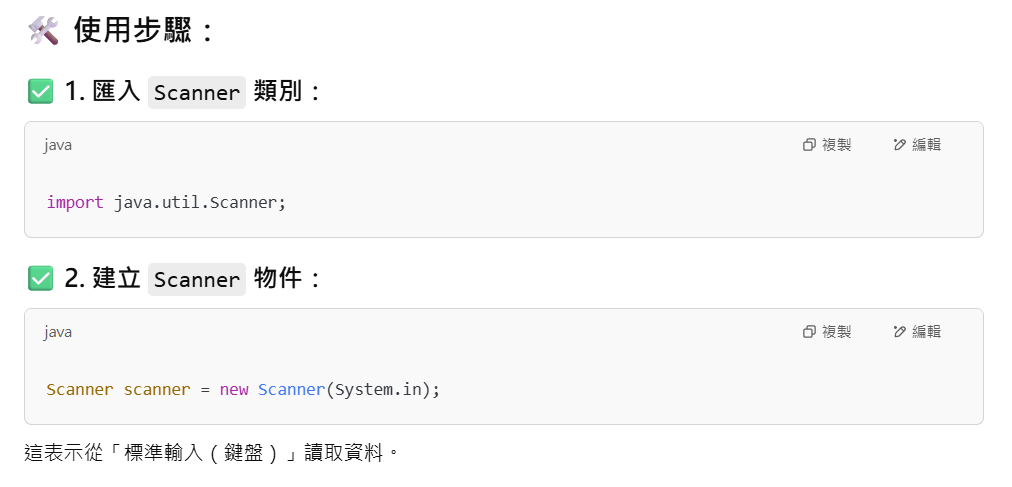 🛠️ 使用步驟：
✅ 1. 匯入 Scanner 類別：
java 複製 編輯
import java.util.Scanner;
✅ 2. 建立 Scanner 物件：
java 複製 編輯
Scanner scanner = new Scanner(System.in);
這表示從「標準輸入（鍵盤）」讀取資料。